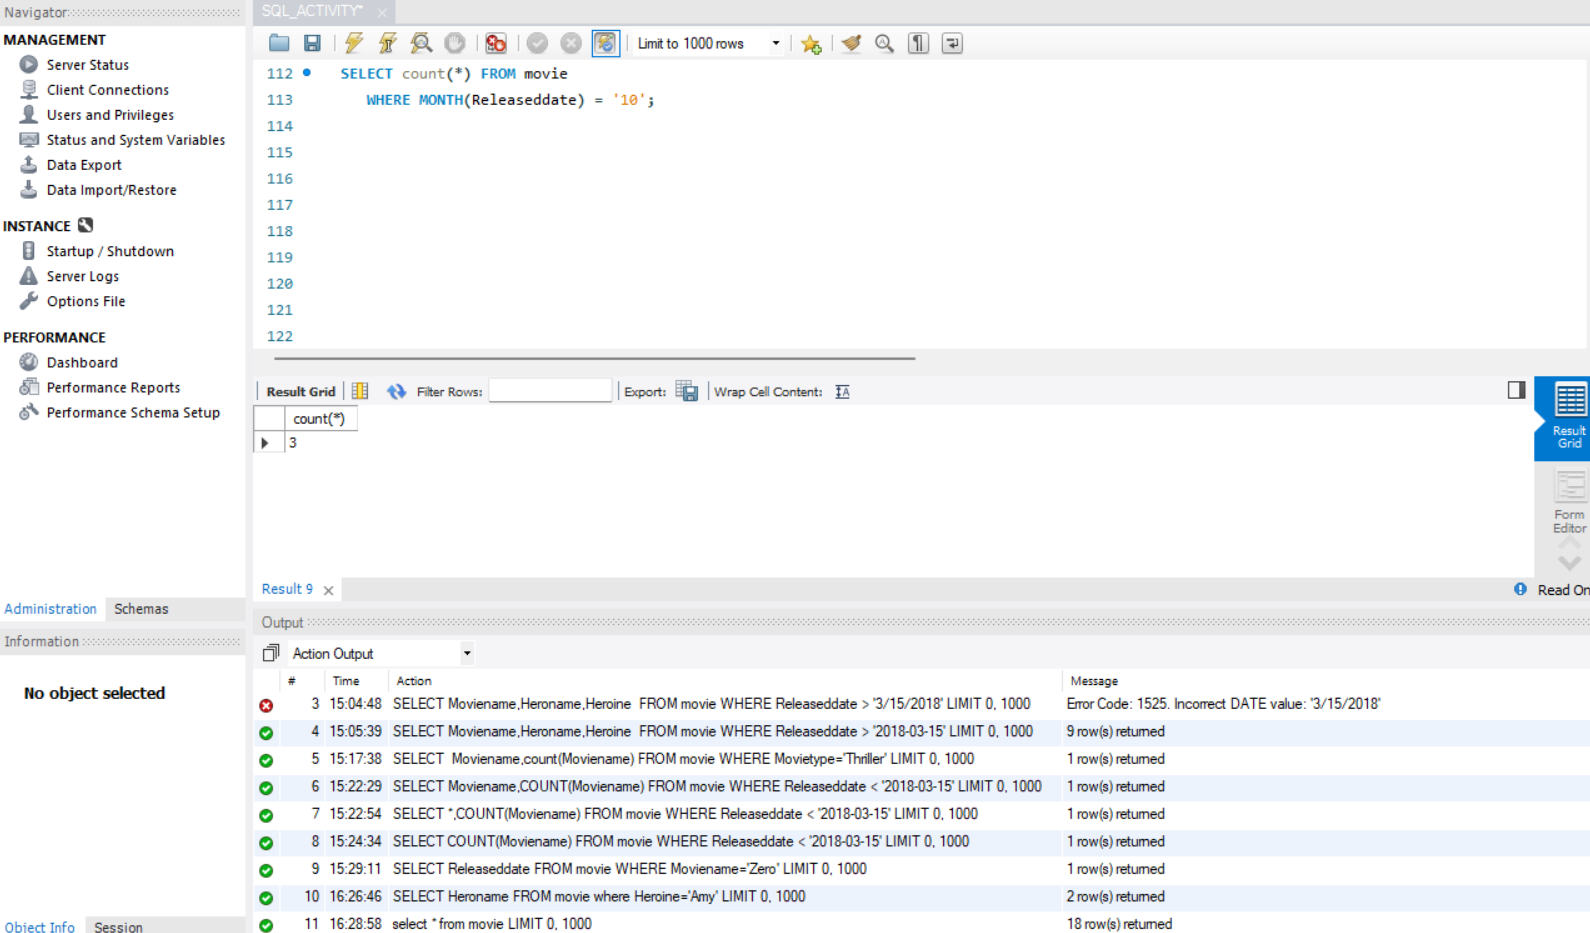 Navigator
MANAGEMENT
Server Status
Client Connections
Users and Privileges
Status and System Variables
Data Export
Data Import/Restore
INSTANCE
Startup / Shutdown
Server Logs
Options File
PERFORMANCE
Dashboard
Performance Reports
Performance Schema Setup
Administration Schemas
Information
No object selected
Object Info Session
SQL_ACTIVITY*
Limit to 1000 rows
112 SELECT count(*) FROM movie
113 WHERE MONTH(Releaseddate) = '10';
114
115
116
117
118
119
120
121
122
Result Grid Filter Rows: Export: Wrap Cell Content:
count(*)
3
Result Grid
Form Editor
Result 9 Read On
Output
Action Output
# Time Action Message
3 15:04:48 SELECT Moviename,Heroname,Heroine FROM movie WHERE Releaseddate > '3/15/2018' LIMIT 0, 1000 Error Code: 1525. Incorrect DATE value: '3/15/2018'
4 15:05:39 SELECT Moviename,Heroname,Heroine FROM movie WHERE Releaseddate > '2018-03-15' LIMIT 0, 1000 9 row(s) returned
5 15:17:38 SELECT Moviename,count(Moviename) FROM movie WHERE Movietype='Thriller' LIMIT 0, 1000 1 row(s) returned
6 15:22:29 SELECT Moviename,COUNT(Moviename) FROM movie WHERE Releaseddate < '2018-03-15' LIMIT 0, 1000 1 row(s) returned
7 15:22:54 SELECT *,COUNT(Moviename) FROM movie WHERE Releaseddate < '2018-03-15' LIMIT 0, 1000 1 row(s) returned
8 15:24:34 SELECT COUNT(Moviename) FROM movie WHERE Releaseddate < '2018-03-15' LIMIT 0, 1000 1 row(s) returned
9 15:29:11 SELECT Releaseddate FROM movie WHERE Moviename='Zero' LIMIT 0, 1000 1 row(s) returned
10 16:26:46 SELECT Heroname FROM movie where Heroine='Amy' LIMIT 0, 1000 2 row(s) returned
11 16:28:58 select * from movie LIMIT 0, 1000 18 row(s) returned